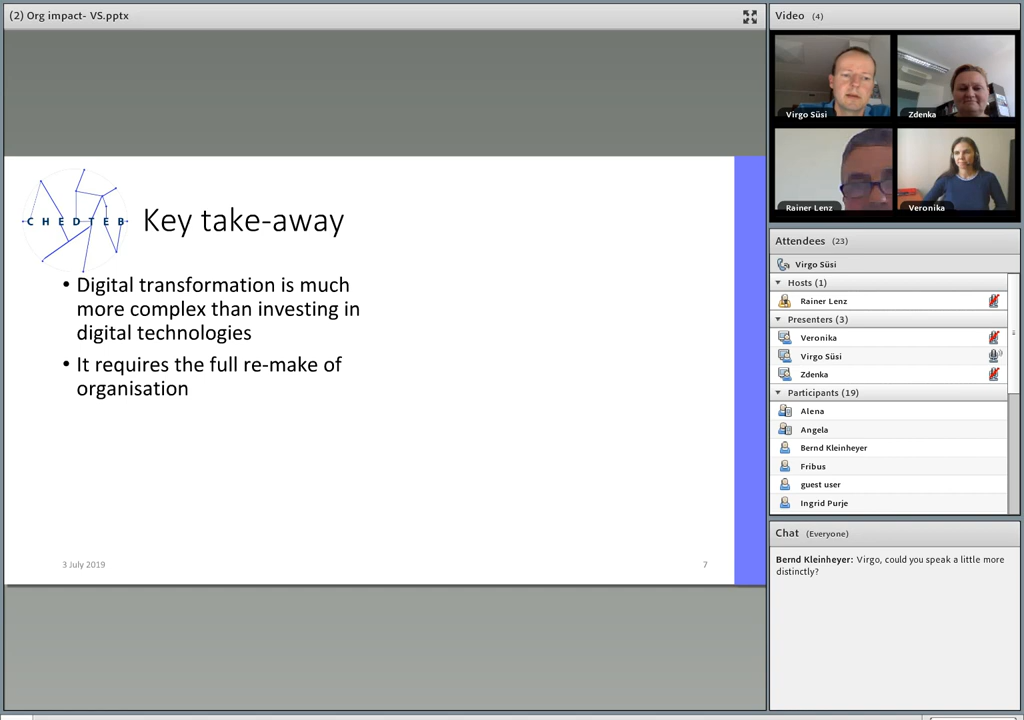 (2) Org impact- VS.pptx
CHEDTEB
Key take-away
• Digital transformation is much
more complex than investing in
digital technologies
• It requires the full re-make of
organisation
3 July 2019
7
Video (4)
Virgo Süsi
Zdenka
Rainer Lenz
Veronika
Attendees (23)
Virgo Süsi
Hosts (1)
Rainer Lenz
Presenters (3)
Veronika
Virgo Süsi
Zdenka
Participants (19)
Alena
Angela
Bernd Kleinheyer
Fribus
guest user
Ingrid Purje
Chat (Everyone)
Bernd Kleinheyer: Virgo, could you speak a little more
distinctly?